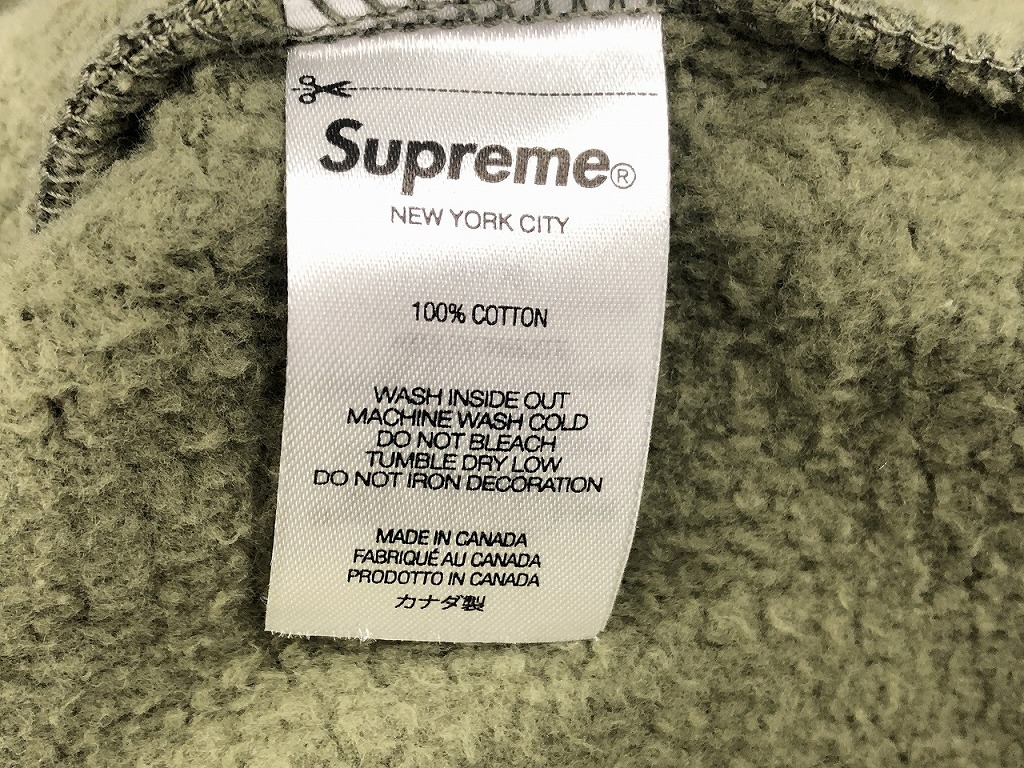 Supreme®
NEW YORK CITY
100% COTTON
WASH INSIDE OUT
MACHINE WASH COLD
DO NOT BLEACH
TUMBLE DRY LOW
DO NOT IRON DECORATION
MADE IN CANADA
FABRIQUÉ AU CANADA
PRODOTTO IN CANADA
カナダ製